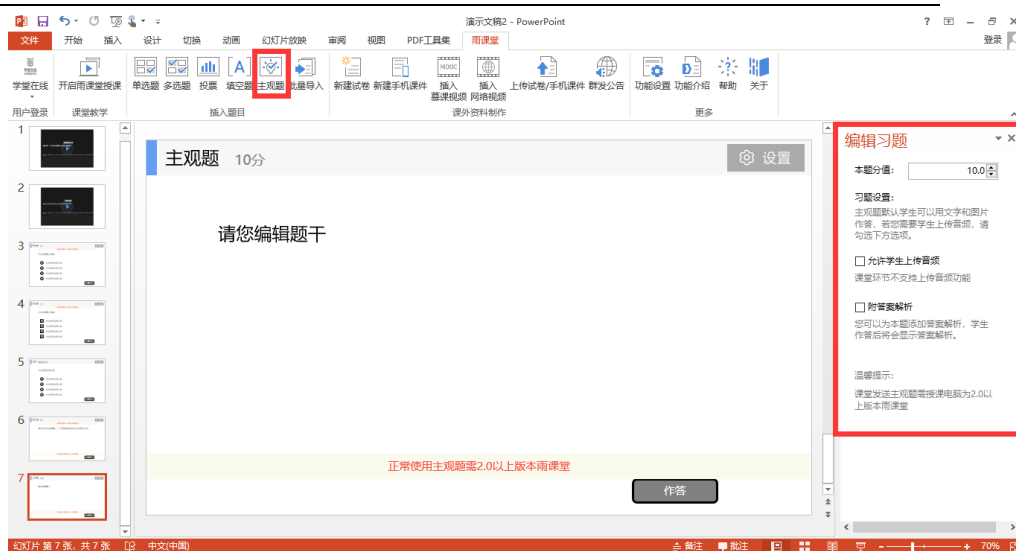 演示文稿2 - PowerPoint
文件 开始 插入 设计 切换 动画 幻灯片放映 审阅 视图 PDF工具集 雨课堂 登录
学堂在线 开启雨课堂授课 单选题 多选题 投票 填空题 主观题 批量导入 新建试卷 新建手机课件 插入慕课视频 插入网络视频 上传试卷/手机课件 群发公告 功能设置 功能介绍 帮助 关于
用户登录 课堂教学 插入题目 课外资料制作 更多
1
2
3
4
5
6
7
主观题 10分 设置
请您编辑题干
正常使用主观题需2.0以上版本雨课堂
作答
编辑习题
本题分值: 10.0
习题设置:
主观题默认学生可以用文字和图片
作答，若您需要学生上传音频，请
勾选下方选项。
允许学生上传音频
课堂环节不支持上传音频功能
附答案解析
您可以为本题添加答案解析，学生
作答后将会显示答案解析。
温馨提示:
课堂发送主观题需授课电脑为2.0以
上版本雨课堂
幻灯片 第 7 张，共 7 张 中文(中国) 备注 批注 70%